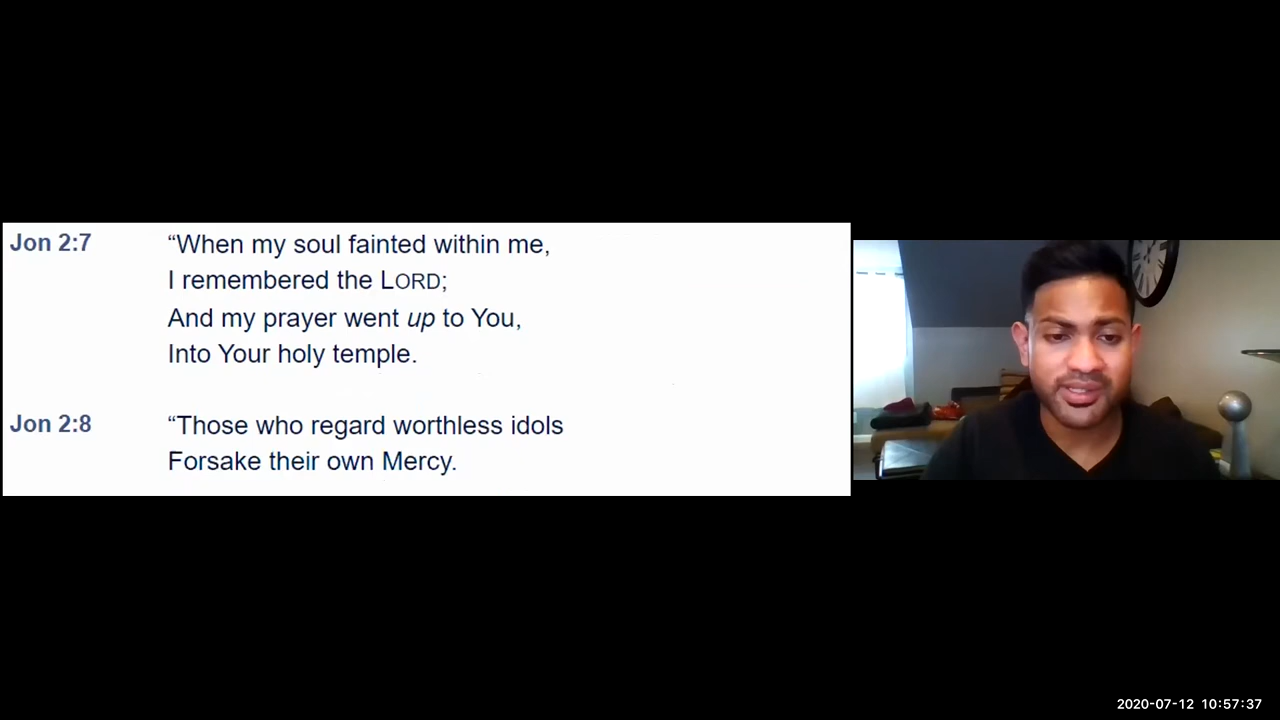 Jon 2:7 “When my soul fainted within me,
I remembered the LORD;
And my prayer went up to You,
Into Your holy temple.
Jon 2:8 “Those who regard worthless idols
Forsake their own Mercy.
2020-07-12 10:57:37